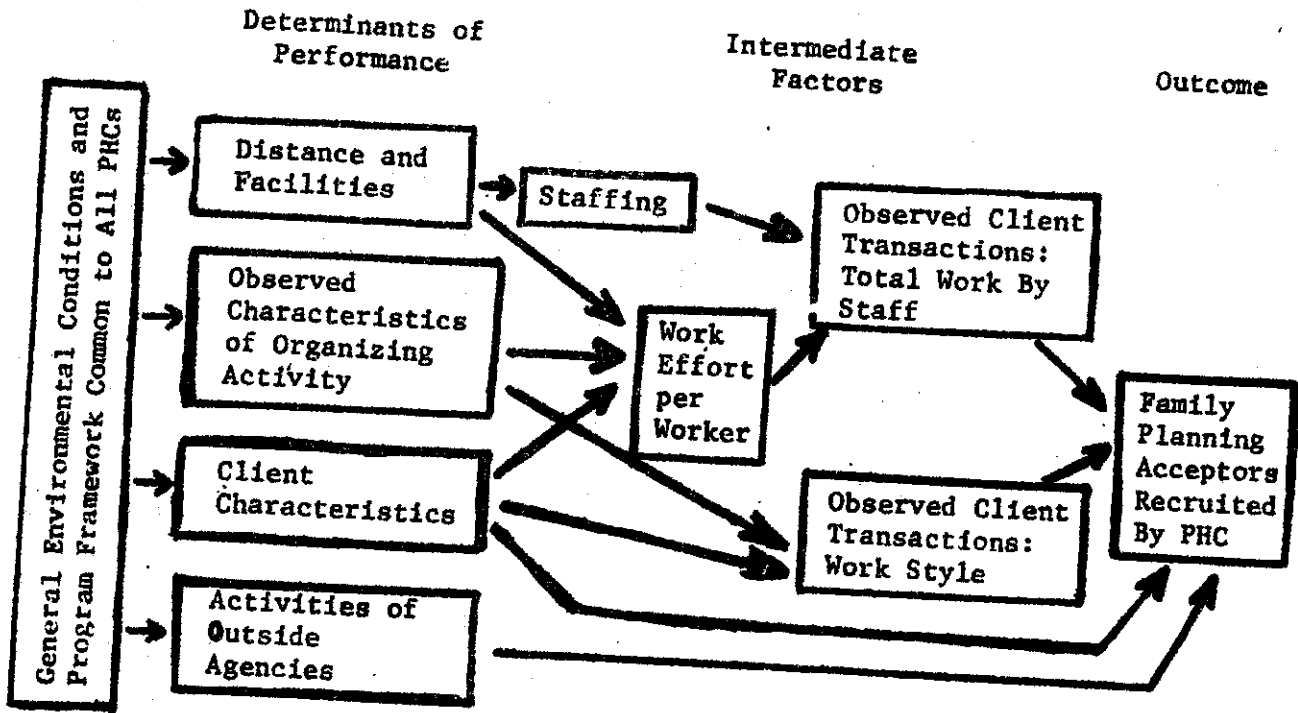 Determinants of
Performance
Intermediate
Factors
Outcome
General Environmental Conditions and
Program Framework Common to All PHCs
Distance and
Facilities
Observed
Characteristics
of Organizing
Activity
Client
Characteristics
Activities of
Outside
Agencies
Staffing
Work
Effort
per
Worker
Observed Client
Transactions:
Total Work By
Staff
Observed Client
Transactions:
Work Style
Family
Planning
Acceptors
Recruited
By PHC